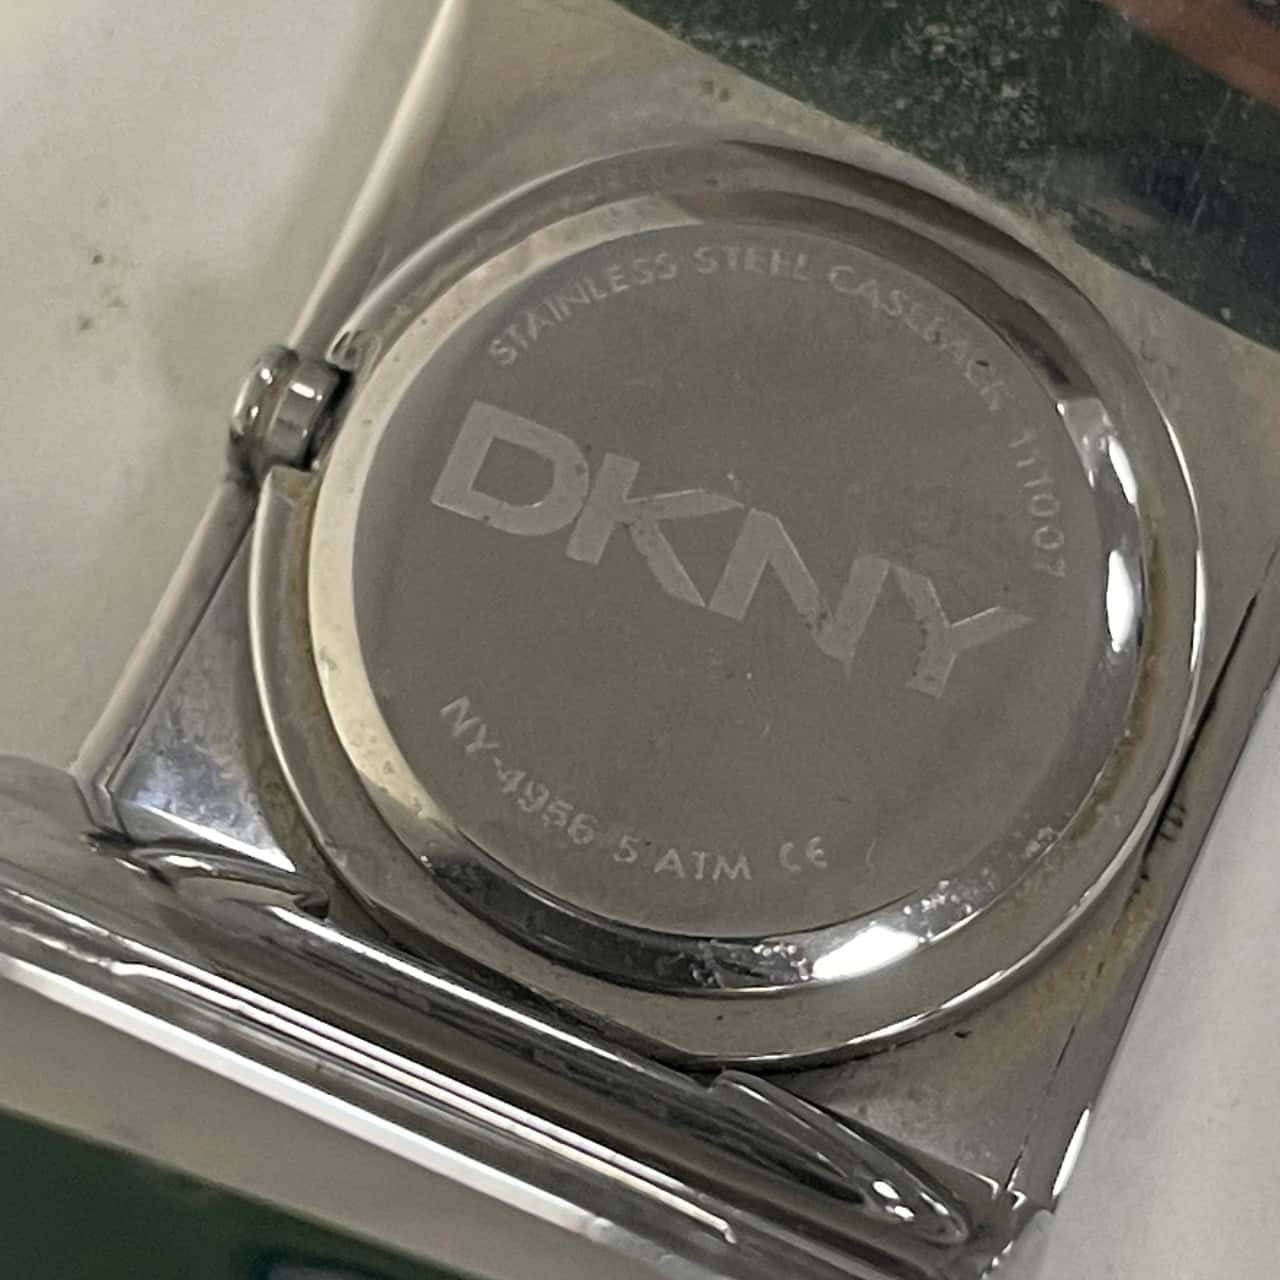 STAINLESS STEEL CASEBACK 111007
DKNY
NY-4956 5 ATM CE